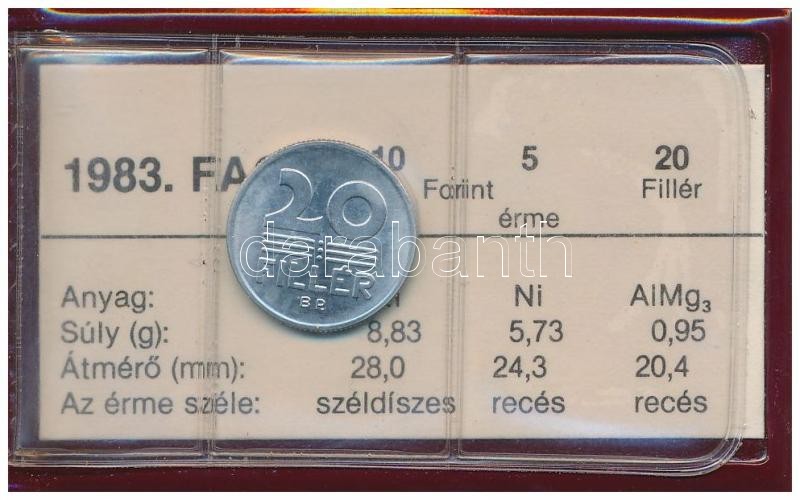 1983. FA 10 5 20
Forint Fillér
érme
20
FILLÉR
BP.
darabanth
Anyag: Ni AlMg3
Súly (g): 8,83 5,73 0,95
Átmérő (mm): 28,0 24,3 20,4
Az érme széle: széldíszes recés recés